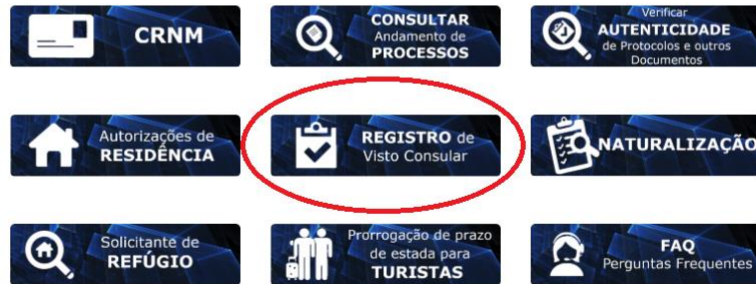 CRNM
CONSULTAR
Andamento de
PROCESSOS
Verificar
AUTENTICIDADE
de Protocolos e outros
Documentos
Autorizações de
RESIDÊNCIA
REGISTRO de
Visto Consular
NATURALIZAÇÃO
Solicitante de
REFÚGIO
Prorrogação de prazo
de estada para
TURISTAS
FAQ
Perguntas Frequentes